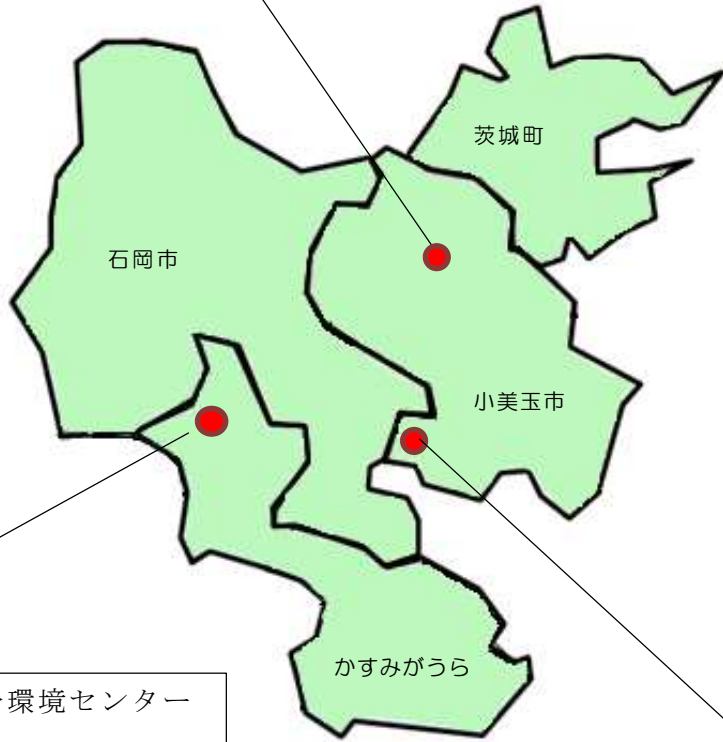 茨城町
石岡市
小美玉市
かすみがうら
環境センター